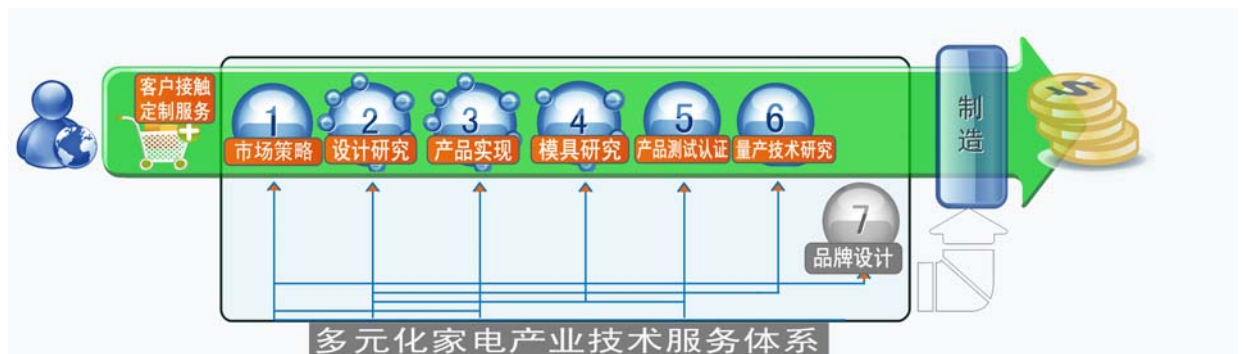 客户接触
定制服务
1
市场策略
2
设计研究
3
产品实现
4
模具研究
5
产品测试认证
6
量产技术研究
7
品牌设计
制
造
$
多元化家电产业技术服务体系